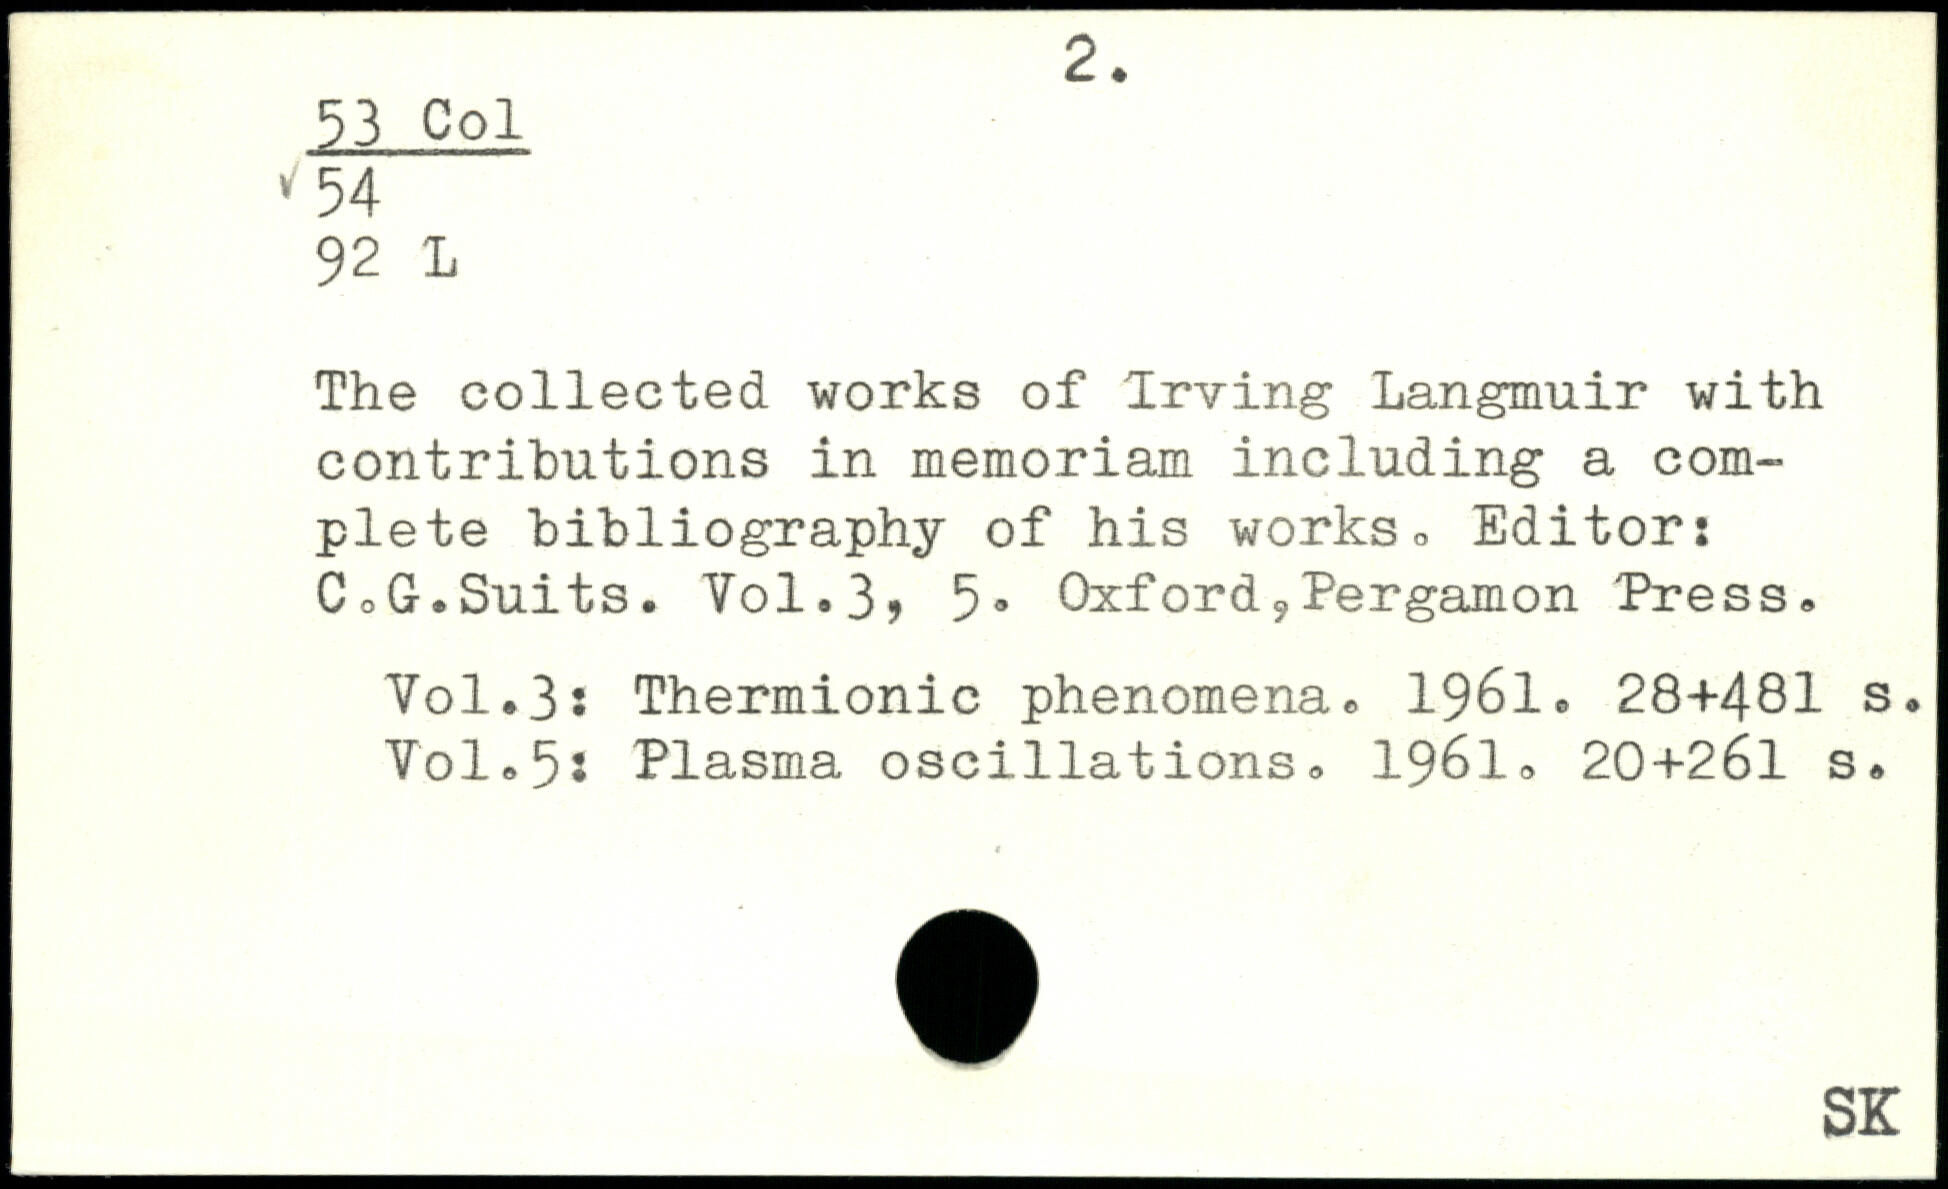 2.
53 Col
✓ 54
92 L
The collected works of Irving Langmuir with
contributions in memoriam including a com-
plete bibliography of his works. Editor:
C.G.Suits. Vol.3, 5. Oxford,Pergamon Press.
Vol.3: Thermionic phenomena. 1961. 28+481 s.
Vol.5: Plasma oscillations. 1961. 20+261 s.
SK